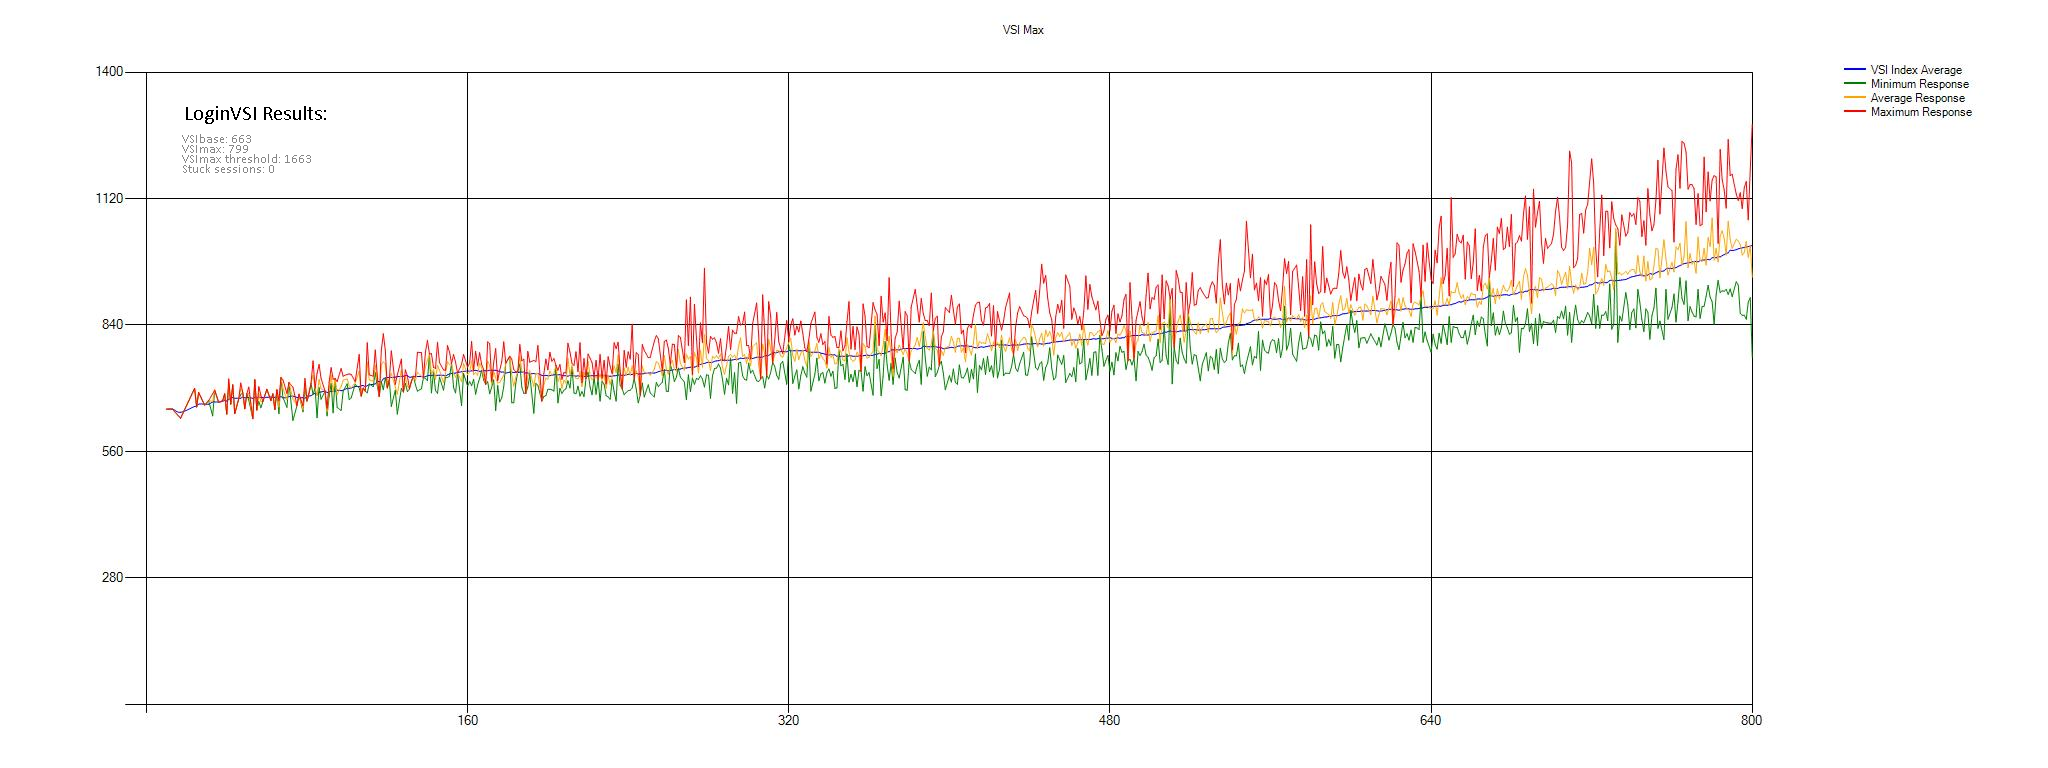 VSI Max
1400
1120
840
560
280
160
320
480
640
800
LoginVSI Results:
VSIbase: 663
VSImax: 799
VSImax threshold: 1663
Stuck sessions: 0
VSI Index Average
Minimum Response
Average Response
Maximum Response